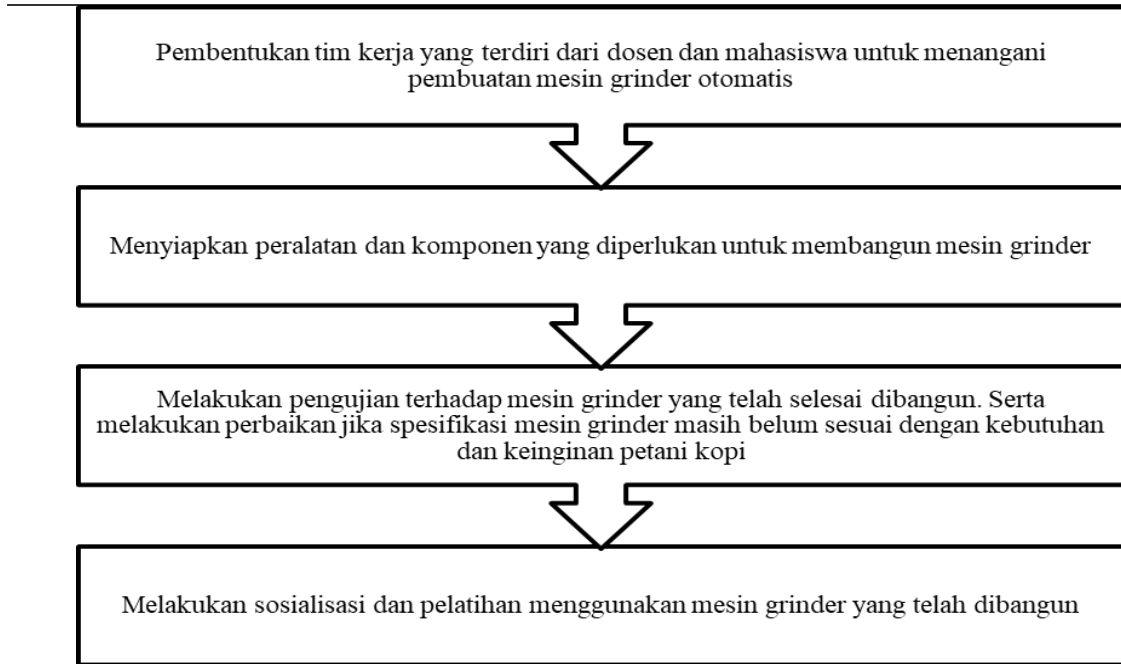 Pembentukan tim kerja yang terdiri dari dosen dan mahasiswa untuk menangani
pembuatan mesin grinder otomatis
Menyiapkan peralatan dan komponen yang diperlukan untuk membangun mesin grinder
Melakukan pengujian terhadap mesin grinder yang telah selesai dibangun. Serta
melakukan perbaikan jika spesifikasi mesin grinder masih belum sesuai dengan kebutuhan
dan keinginan petani kopi
Melakukan sosialisasi dan pelatihan menggunakan mesin grinder yang telah dibangun